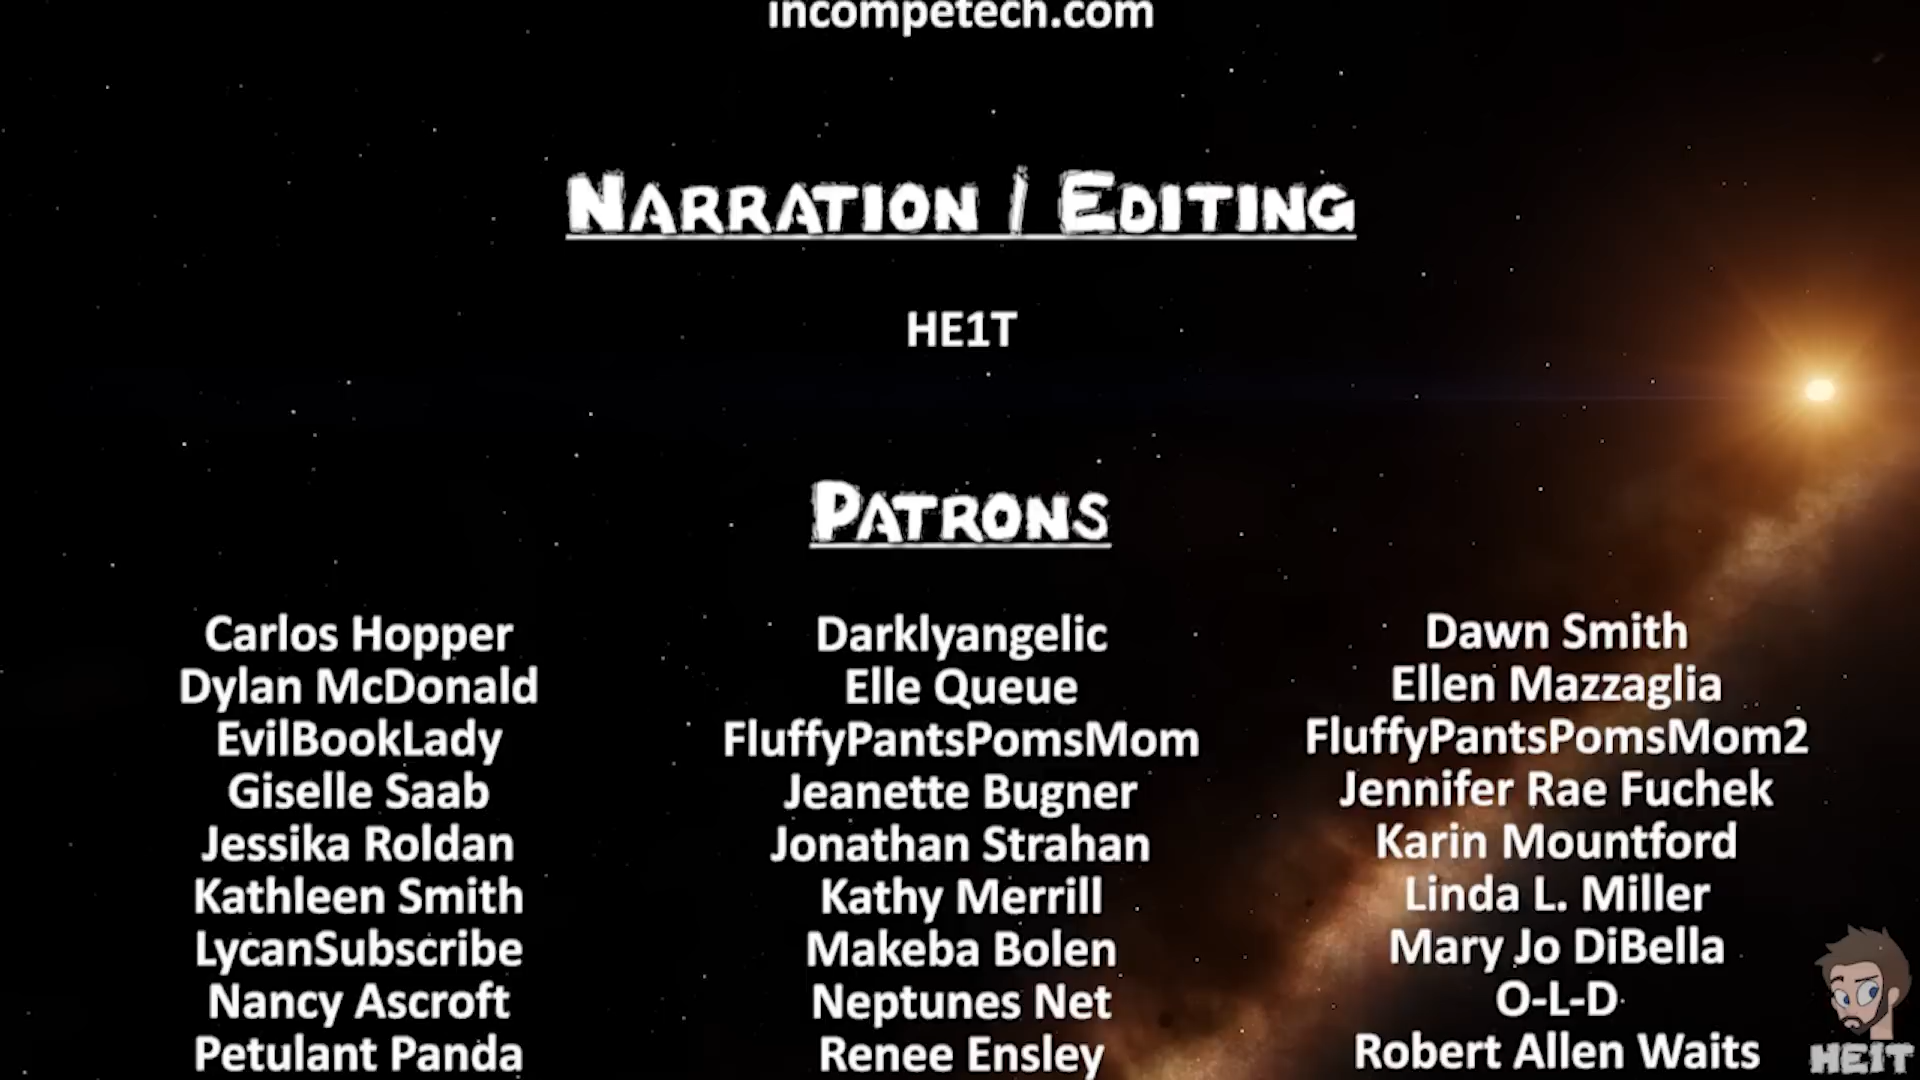 incompetech.com
NARRATION / EDITING
HE1T
PATRONS
Carlos Hopper
Dylan McDonald
EvilBookLady
Giselle Saab
Jessika Roldan
Kathleen Smith
LycanSubscribe
Nancy Ascroft
Petulant Panda
Darklyangelic
Elle Queue
FluffyPantsPomsMom
Jeanette Bugner
Jonathan Strahan
Kathy Merrill
Makeba Bolen
Neptunes Net
Renee Ensley
Dawn Smith
Ellen Mazzaglia
FluffyPantsPomsMom2
Jennifer Rae Fuchek
Karin Mountford
Linda L. Miller
Mary Jo DiBella
O-L-D
Robert Allen Waits
HE1T